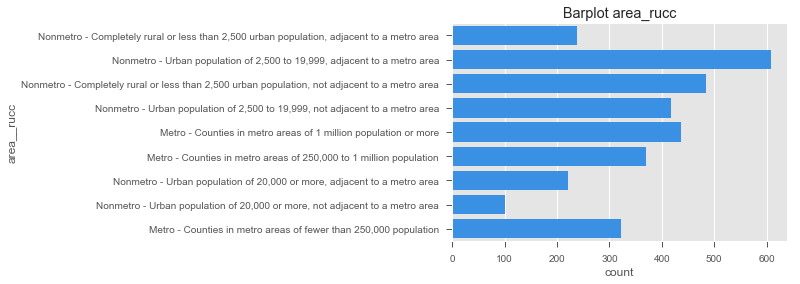 Barplot area_rucc
Nonmetro - Completely rural or less than 2,500 urban population, adjacent to a metro area
Nonmetro - Urban population of 2,500 to 19,999, adjacent to a metro area
Nonmetro - Completely rural or less than 2,500 urban population, not adjacent to a metro area
Nonmetro - Urban population of 2,500 to 19,999, not adjacent to a metro area
Metro - Counties in metro areas of 1 million population or more
Metro - Counties in metro areas of 250,000 to 1 million population
Nonmetro - Urban population of 20,000 or more, adjacent to a metro area
Nonmetro - Urban population of 20,000 or more, not adjacent to a metro area
Metro - Counties in metro areas of fewer than 250,000 population
area__rucc
0 100 200 300 400 500 600
count